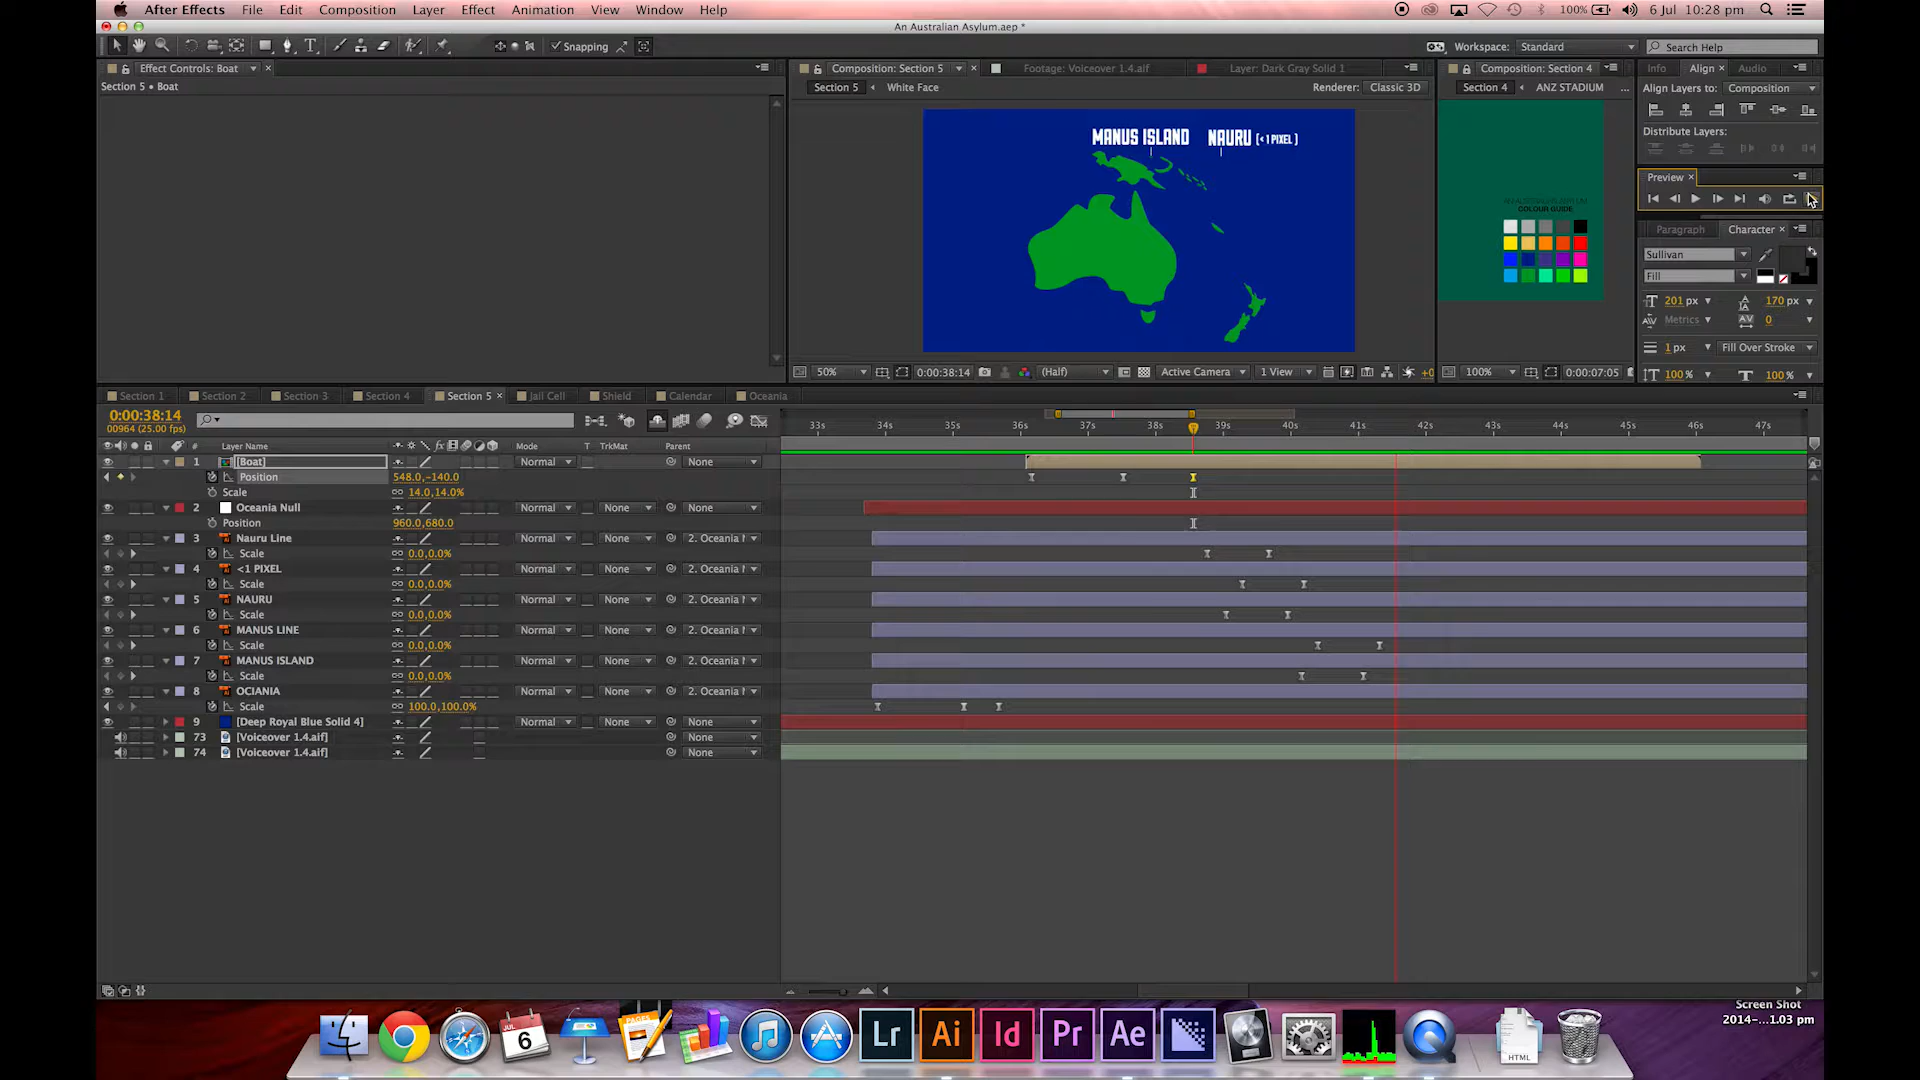 After Effects File Edit Composition Layer Effect Animation View Window Help 100% 6 Jul 10:28 pm
An Australian Asylum.aep *
Snapping Workspace: Standard Search Help
Effect Controls: Boat Composition: Section 5 Footage: Voiceover 1.4.aif Layer: Dark Gray Solid 1 Composition: Section 4 Info Align Audio
Section 5 • Boat Section 5 White Face Renderer: Classic 3D Section 4 ANZ STADIUM ... Align Layers to: Composition
Distribute Layers:
MANUS ISLAND NAURU (<1 PIXEL)
Preview
COLOUR GUIDE
Paragraph Character
Sullivan
Fill
201 px 170 px
Metrics 0
1 px Fill Over Stroke
50% 0:00:38:14 (Half) Active Camera 1 View +0 100% 0:00:07:05 100% 100%
Section 1 Section 2 Section 3 Section 4 Section 5 Jail Cell Shield Calendar Oceania
0:00:38:14
00964 (25.00 fps)
33s 34s 35s 36s 37s 38s 39s 40s 41s 42s 43s 44s 45s 46s 47s
# Layer Name Mode T TrkMat Parent
1 [Boat] Normal None
Position 548.0,-140.0
Scale 14.0,14.0%
2 Oceania Null Normal None None
Position 960.0,680.0
3 Nauru Line Normal None 2. Oceania
Scale 0.0,0.0%
4 <1 PIXEL Normal None 2. Oceania
Scale 0.0,0.0%
5 NAURU Normal None 2. Oceania
Scale 0.0,0.0%
6 MANUS LINE Normal None 2. Oceania
Scale 0.0,0.0%
7 MANUS ISLAND Normal None 2. Oceania
Scale 0.0,0.0%
8 OCIANIA Normal None 2. Oceania
Scale 100.0,100.0%
9 [Deep Royal Blue Solid 4] Normal None None
73 [Voiceover 1.4.aif] None
74 [Voiceover 1.4.aif] None
Screen Shot
2014-...1.03 pm
JUL
6
PAGES
Lr Ai Id Pr Ae
HTML